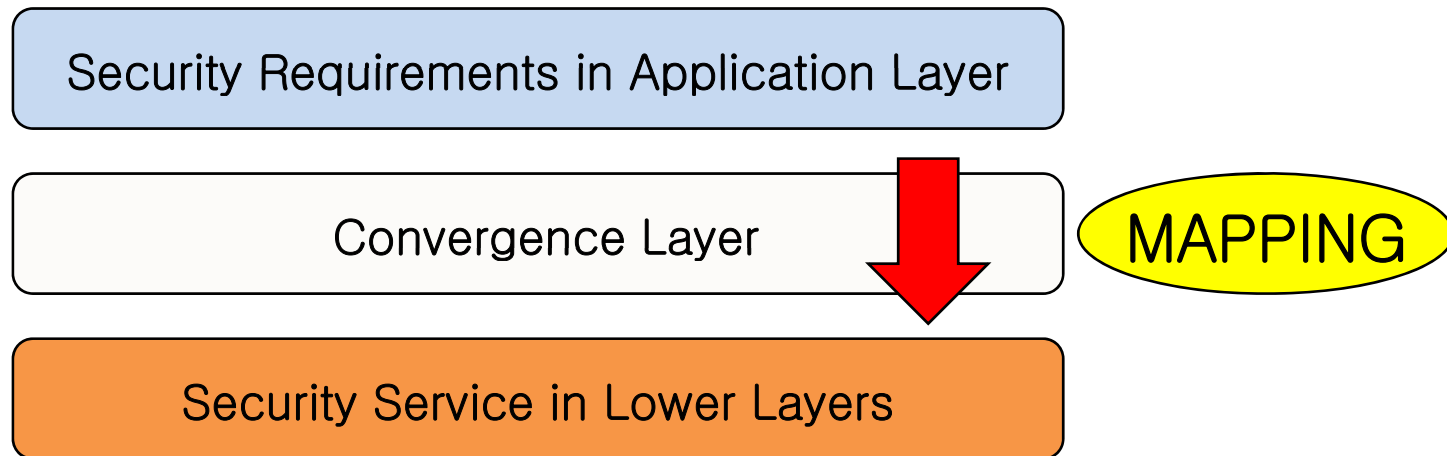 Security Requirements in Application Layer
Convergence Layer
MAPPING
Security Service in Lower Layers